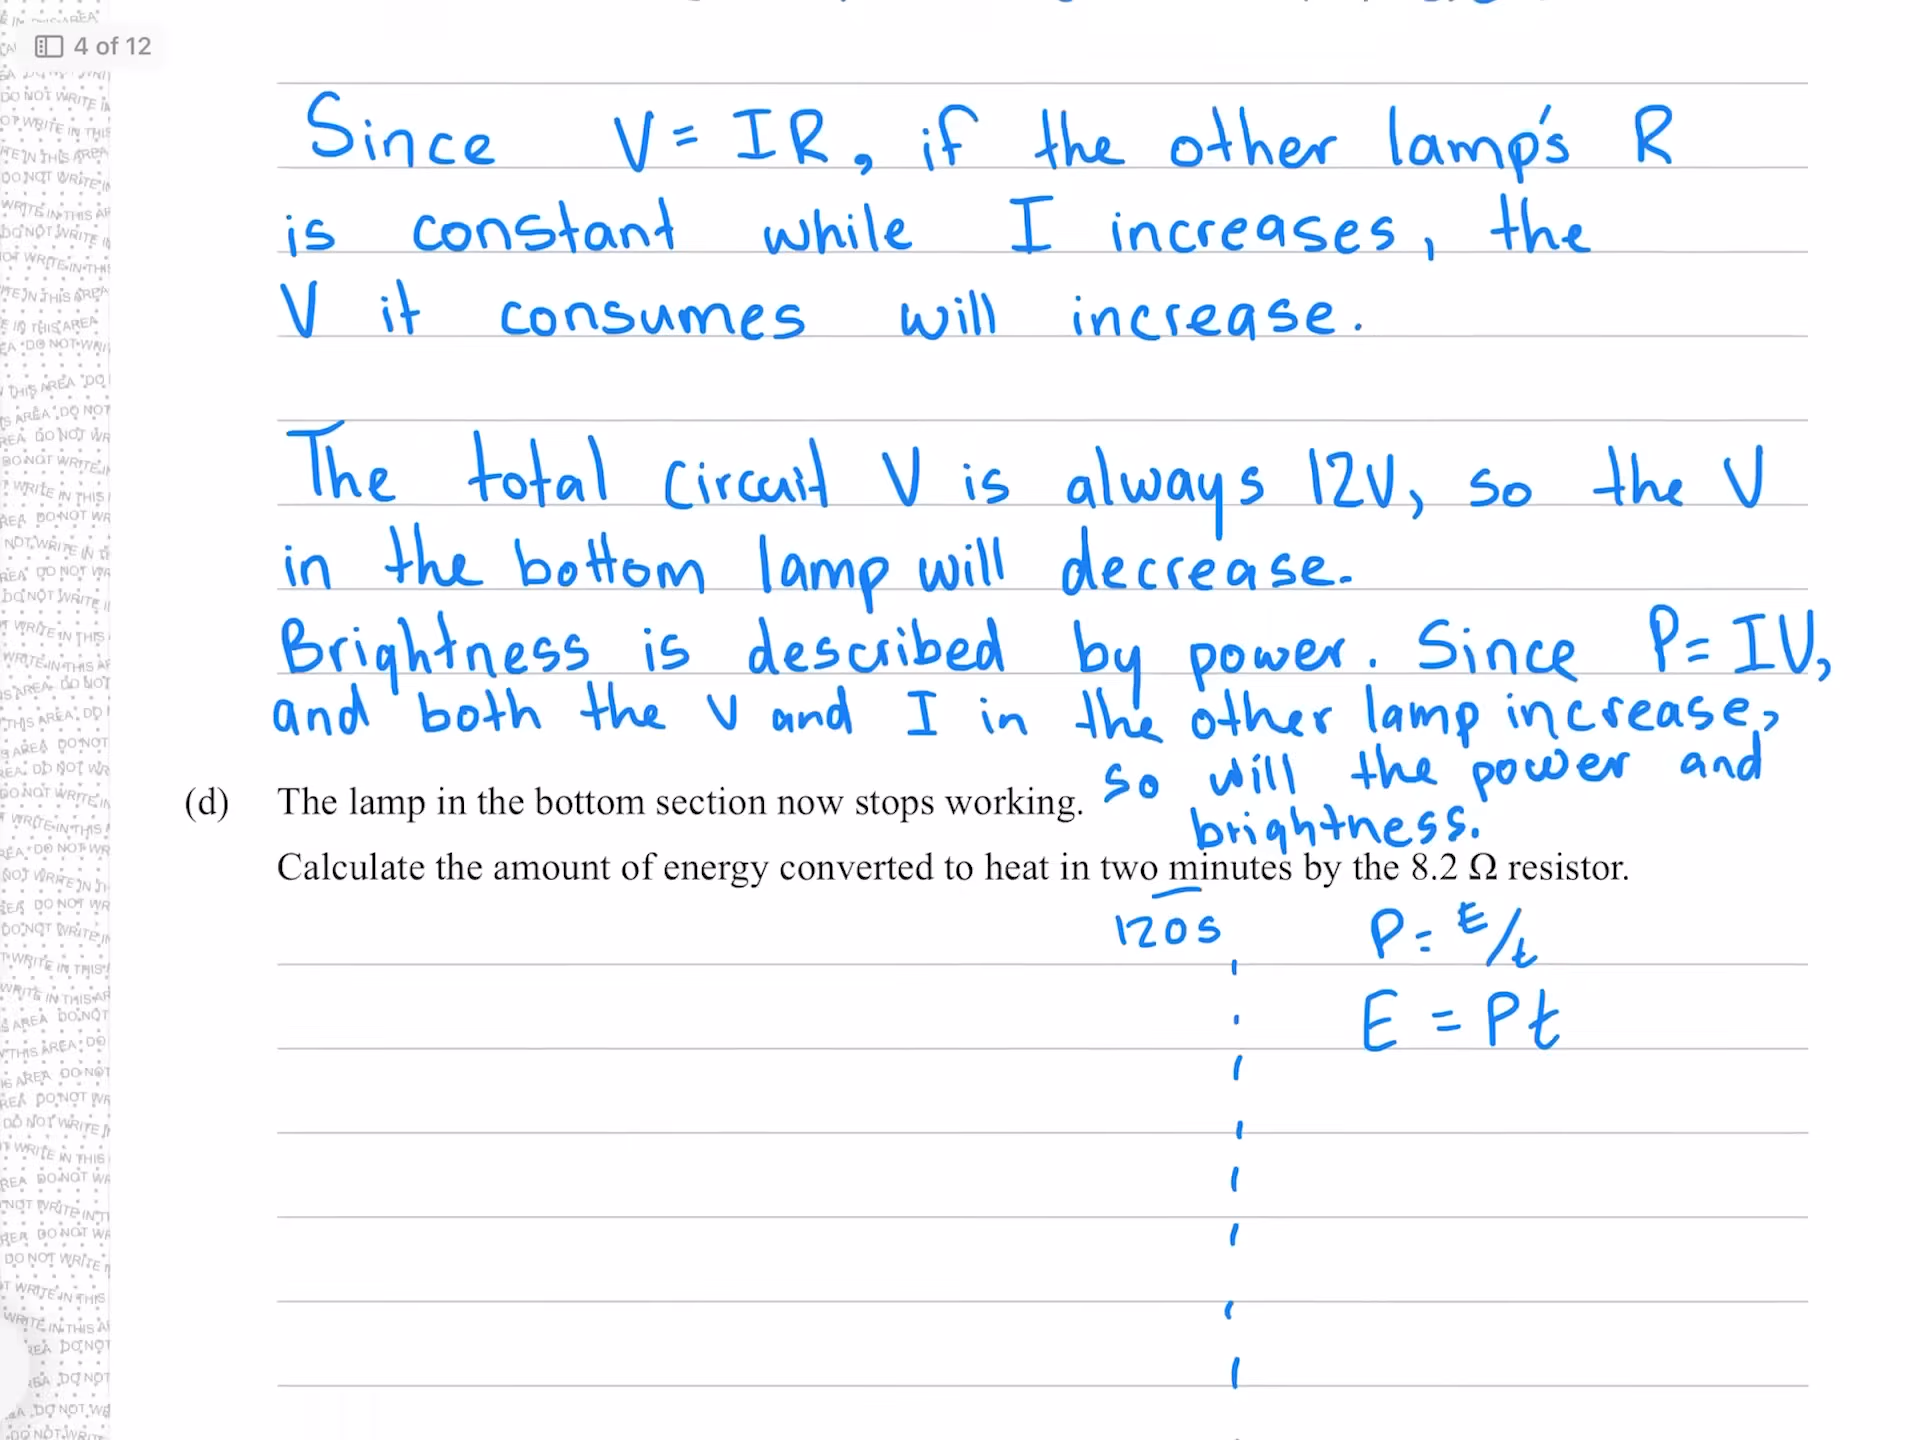 4 of 12
Since V = IR, if the other lamp's R
is constant while I increases, the
V it consumes will increase.
The total circuit V is always 12V, so the V
in the bottom lamp will decrease.
Brightness is described by power. Since P = IV,
and both the V and I in the other lamp increase,
so will the power and
brightness.
(d) The lamp in the bottom section now stops working.
Calculate the amount of energy converted to heat in two minutes by the 8.2 Ω resistor.
120s
P = E/t
E = Pt